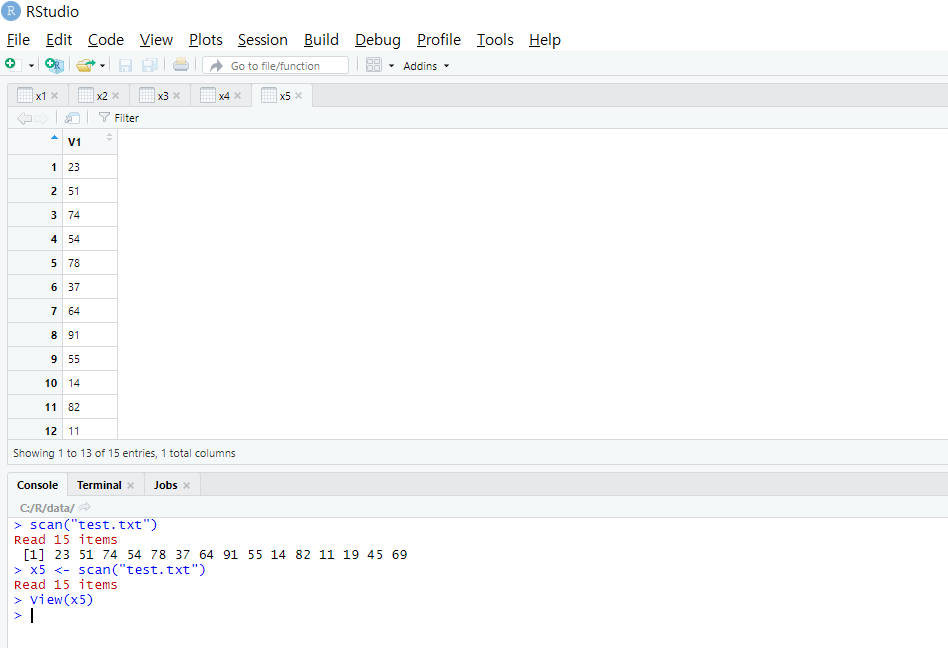 R RStudio
File Edit Code View Plots Session Build Debug Profile Tools Help
R Go to file/function Addins
x1 x2 x3 x4 x5
Filter
V1
1 23
2 51
3 74
4 54
5 78
6 37
7 64
8 91
9 55
10 14
11 82
12 11
Showing 1 to 13 of 15 entries, 1 total columns
Console Terminal Jobs
C:/R/data/
> scan("test.txt")
Read 15 items
[1] 23 51 74 54 78 37 64 91 55 14 82 11 19 45 69
> x5 <- scan("test.txt")
Read 15 items
> View(x5)
>